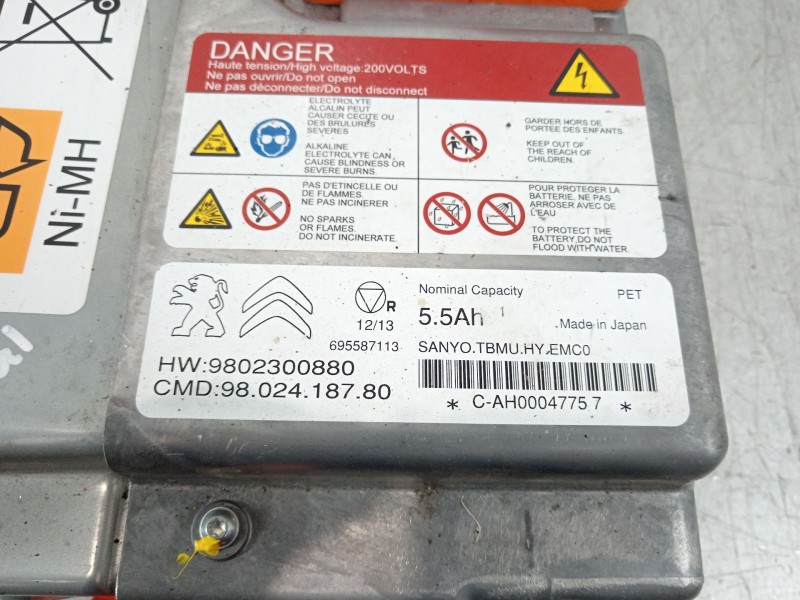 DANGER
Haute tension/High voltage:200VOLTS
Ne pas ouvrir/Do not open
Ne pas déconnecter/Do not disconnect
ELECTROLYTE
ALCALIN PEUT
CAUSER CECITE OU
DES BRULURES
SEVERES
ALKALINE
ELECTROLYTE CAN
CAUSE BLINDNESS OR
SEVERE BURNS.
GARDER HORS DE
PORTEE DES ENFANTS.
KEEP OUT OF
THE REACH OF
CHILDREN.
PAS D'ETINCELLE OU
DE FLAMMES
NE PAS INCINERER
NO SPARKS
OR FLAMES.
DO NOT INCINERATE.
POUR PROTEGER LA
BATTERIE, NE PAS
ARROSER AVEC DE
L'EAU
TO PROTECT THE
BATTERY,DO NOT
FLOOD WITH WATER.
Ni-MH
R
12/13
695587113
HW:9802300880
CMD:98.024.187.80
Nominal Capacity
PET
5.5Ah
Made in Japan
SANYO.TBMU.HY.EMC0
* C-AH0004775 7 *